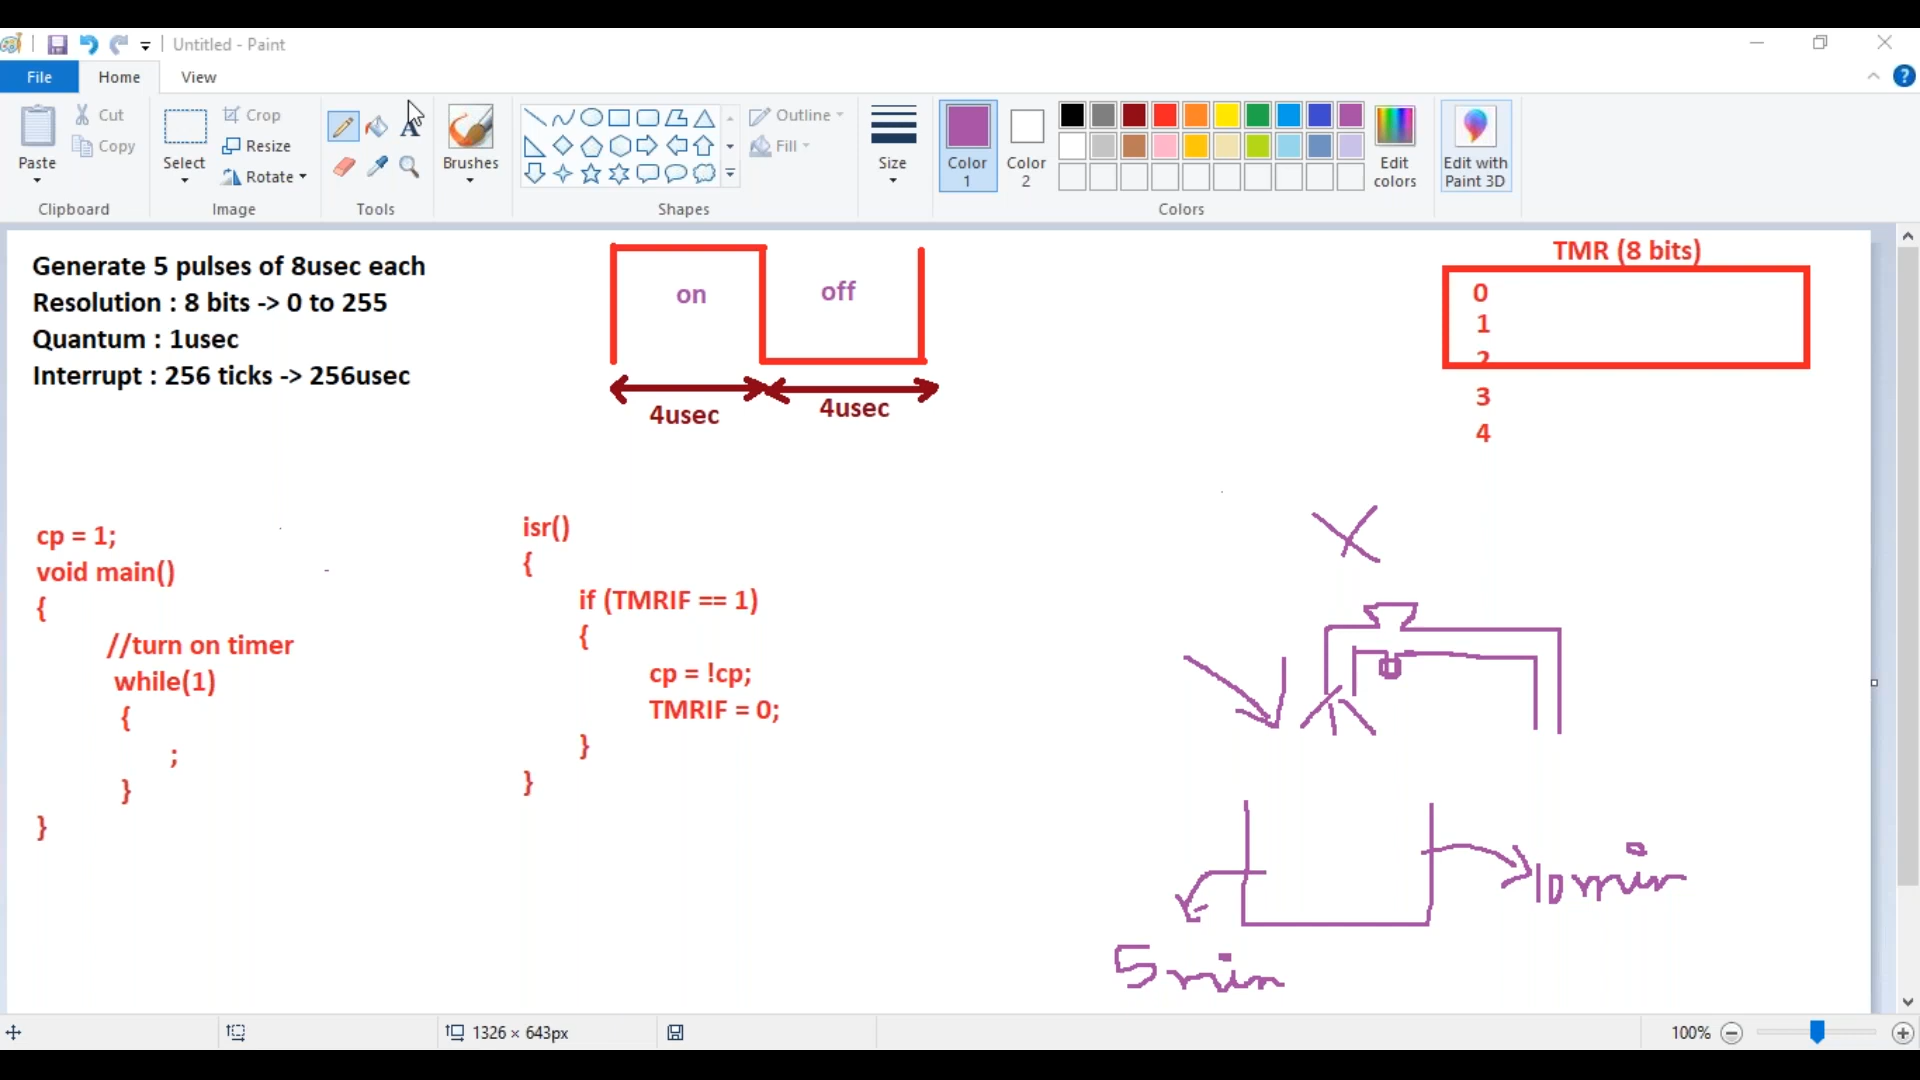 Untitled - Paint
File Home View
Paste
Cut
Copy
Clipboard
Select
Crop
Resize
Rotate
Image
A
Tools
Brushes
Shapes
Outline
Fill
Size
Color 1
Color 2
Colors
Edit colors
Edit with Paint 3D
Generate 5 pulses of 8usec each
Resolution : 8 bits -> 0 to 255
Quantum : 1usec
Interrupt : 256 ticks -> 256usec
on
off
4usec
4usec
TMR (8 bits)
0
1
2
3
4
cp = 1;
void main()
{
//turn on timer
while(1)
{
;
}
}
isr()
{
if (TMRIF == 1)
{
cp = !cp;
TMRIF = 0;
}
}
X
10 min
5 min
1326 × 643px
100%